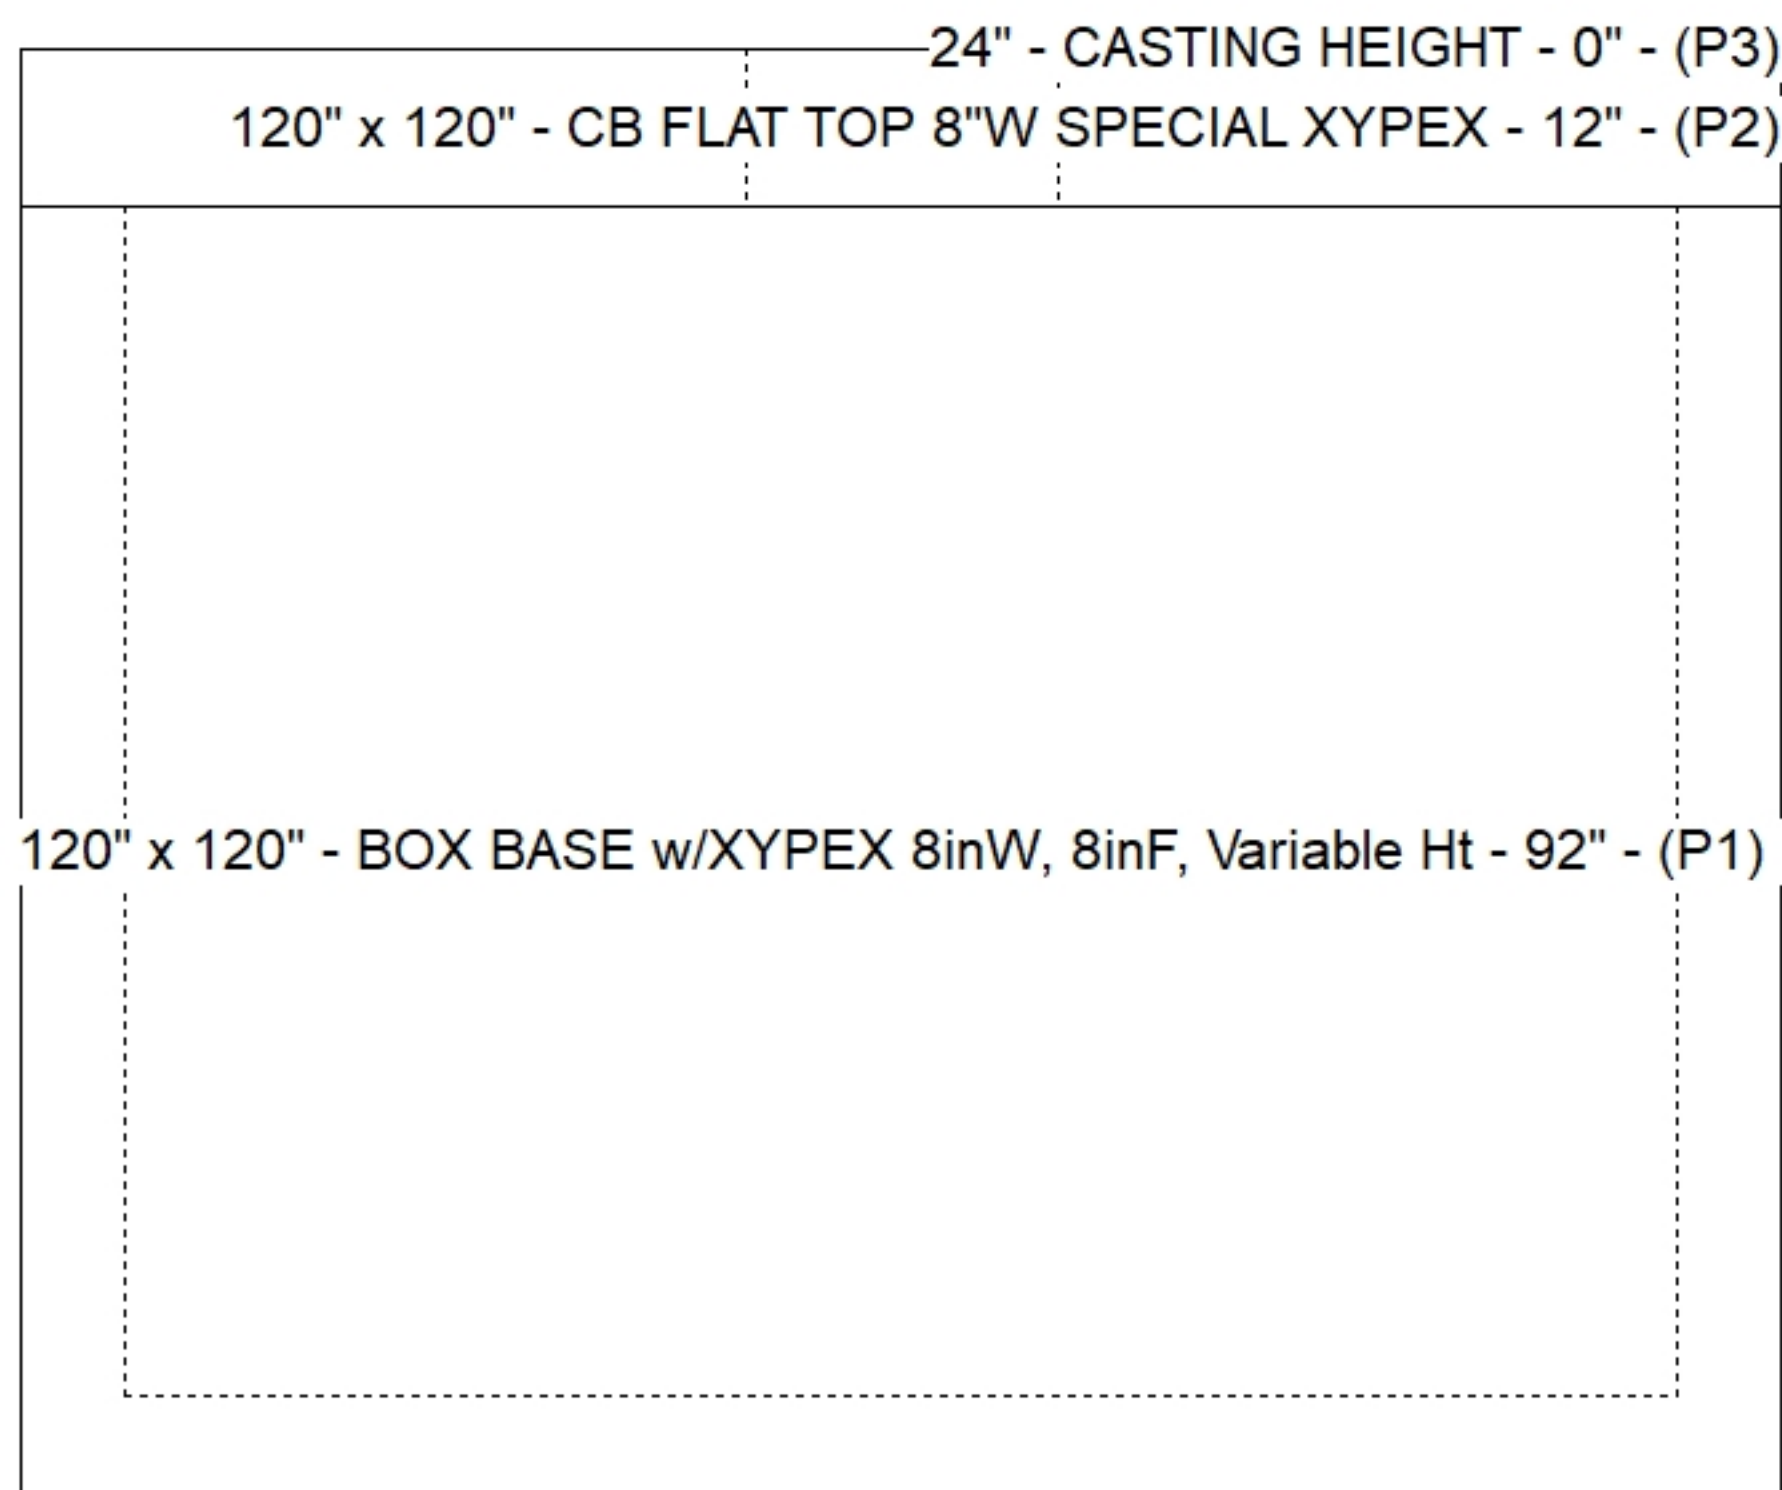 24" - CASTING HEIGHT - 0" - (P3)
120" x 120" - CB FLAT TOP 8"W SPECIAL XYPEX - 12" - (P2)
120" x 120" - BOX BASE w/XYPEX 8inW, 8inF, Variable Ht - 92" - (P1)